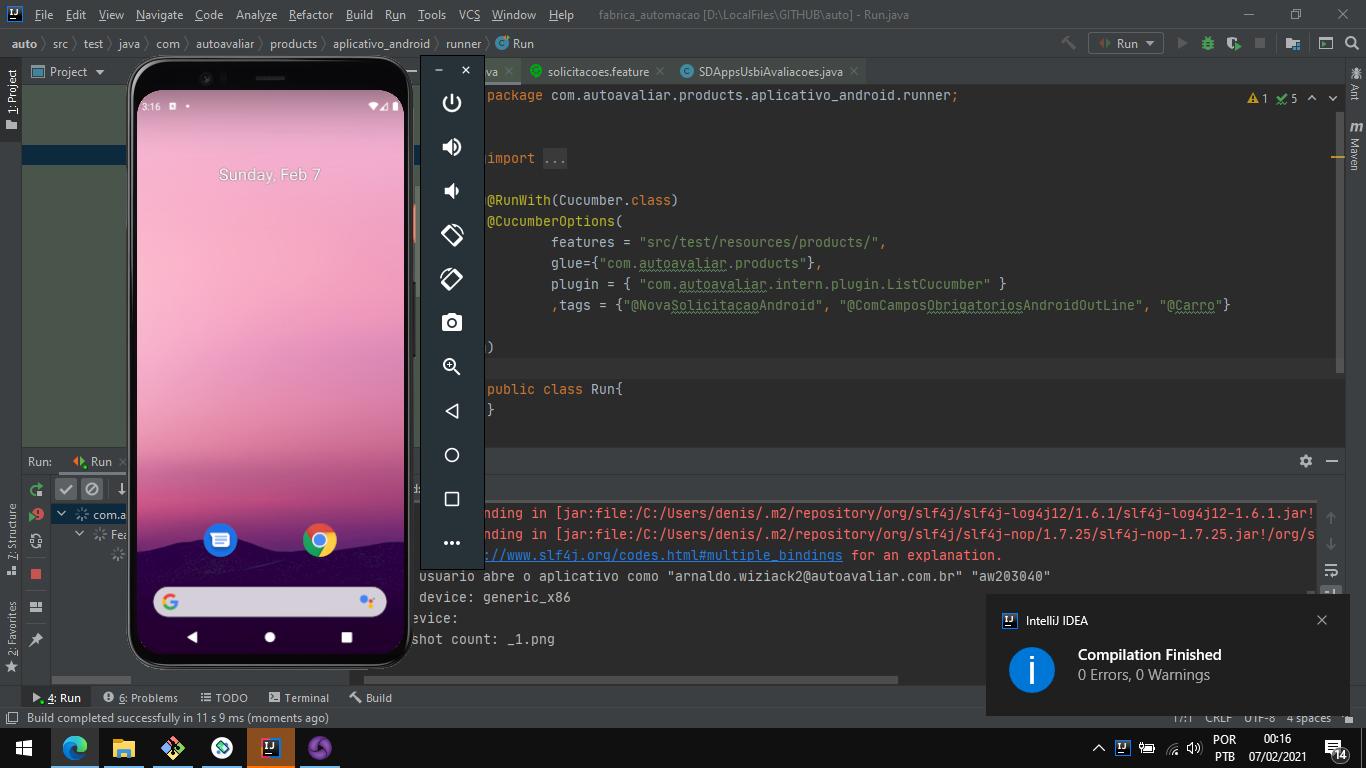 File Edit View Navigate Code Analyze Refactor Build Run Tools VCS Window Help fabrica_automacao [D:\LocalFiles\GITHUB\auto] - Run.java
auto src test java com autoavaliar products aplicativo_android runner Run
Run
Project
solicitacoes.feature
SDAppsUsbiAvaliacoes.java
1: Project
Ant
Maven
3:16
Sunday, Feb 7
package com.autoavaliar.products.aplicativo_android.runner;
1 5
import ...
@RunWith(Cucumber.class)
@CucumberOptions(
features = "src/test/resources/products/",
glue={"com.autoavaliar.products"},
plugin = { "com.autoavaliar.intern.plugin.ListCucumber" }
,tags = {"@NovaSolicitacaoAndroid", "@ComCamposObrigatoriosAndroidOutLine", "@Carro"}
)
public class Run{
}
Run: Run
com.a
Fea
nding in [jar:file:/C:/Users/denis/.m2/repository/org/slf4j/slf4j-log4j12/1.6.1/slf4j-log4j12-1.6.1.jar!
nding in [jar:file:/C:/Users/denis/.m2/repository/org/slf4j/slf4j-nop/1.7.25/slf4j-nop-1.7.25.jar!/org/s
://www.slf4j.org/codes.html#multiple_bindings for an explanation.
usuario abre o aplicativo como "arnaldo.wiziack2@autoavaliar.com.br" "aw203040"
device: generic_x86
evice:
shot count: _1.png
7: Structure
2: Favorites
IntelliJ IDEA
Compilation Finished
0 Errors, 0 Warnings
4: Run 6: Problems TODO Terminal Build
Build completed successfully in 11 s 9 ms (moments ago)
17:1 CRLF UTF-8 4 spaces
POR
PTB
00:16
07/02/2021
14